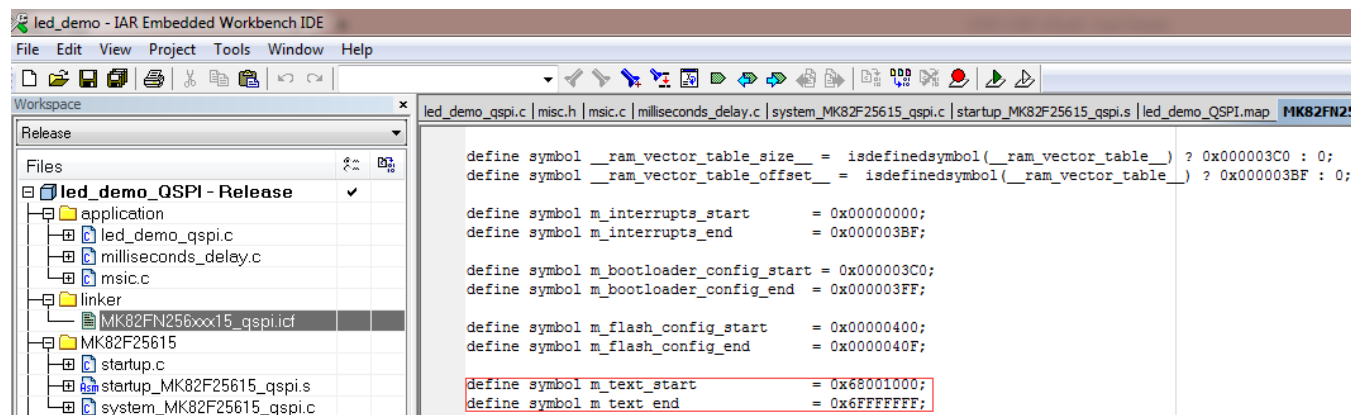 led_demo - IAR Embedded Workbench IDE
File Edit View Project Tools Window Help
Workspace
Release
Files
led_demo_QSPI - Release
application
led_demo_qspi.c
milliseconds_delay.c
msic.c
linker
MK82FN256xxx15_qspi.icf
MK82F25615
startup.c
startup_MK82F25615_qspi.s
system_MK82F25615_qspi.c
led_demo_qspi.c | misc.h | msic.c | milliseconds_delay.c | system_MK82F25615_qspi.c | startup_MK82F25615_qspi.s | led_demo_QSPI.map MK82FN25
define symbol __ram_vector_table_size__ = isdefinedsymbol(__ram_vector_table__) ? 0x000003C0 : 0;
define symbol __ram_vector_table_offset__ = isdefinedsymbol(__ram_vector_table__) ? 0x000003BF : 0;
define symbol m_interrupts_start = 0x00000000;
define symbol m_interrupts_end = 0x000003BF;
define symbol m_bootloader_config_start = 0x000003C0;
define symbol m_bootloader_config_end = 0x000003FF;
define symbol m_flash_config_start = 0x00000400;
define symbol m_flash_config_end = 0x0000040F;
define symbol m_text_start = 0x68001000;
define symbol m_text_end = 0x6FFFFFFF;